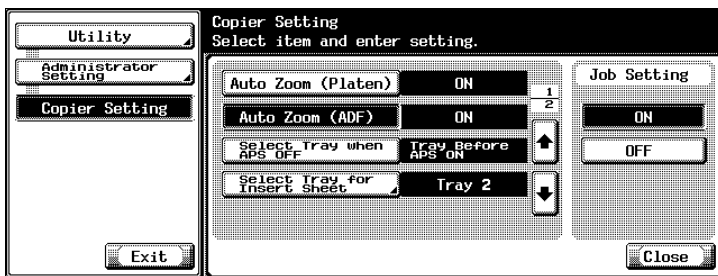 Utility
Administrator
Setting
Copier Setting
Exit
Copier Setting
Select item and enter setting.
Auto Zoom (Platen) ON
Auto Zoom (ADF) ON
Select Tray when
APS OFF
Tray Before
APS ON
Select Tray for
Insert Sheet
Tray 2
1
2
Job Setting
ON
OFF
Close